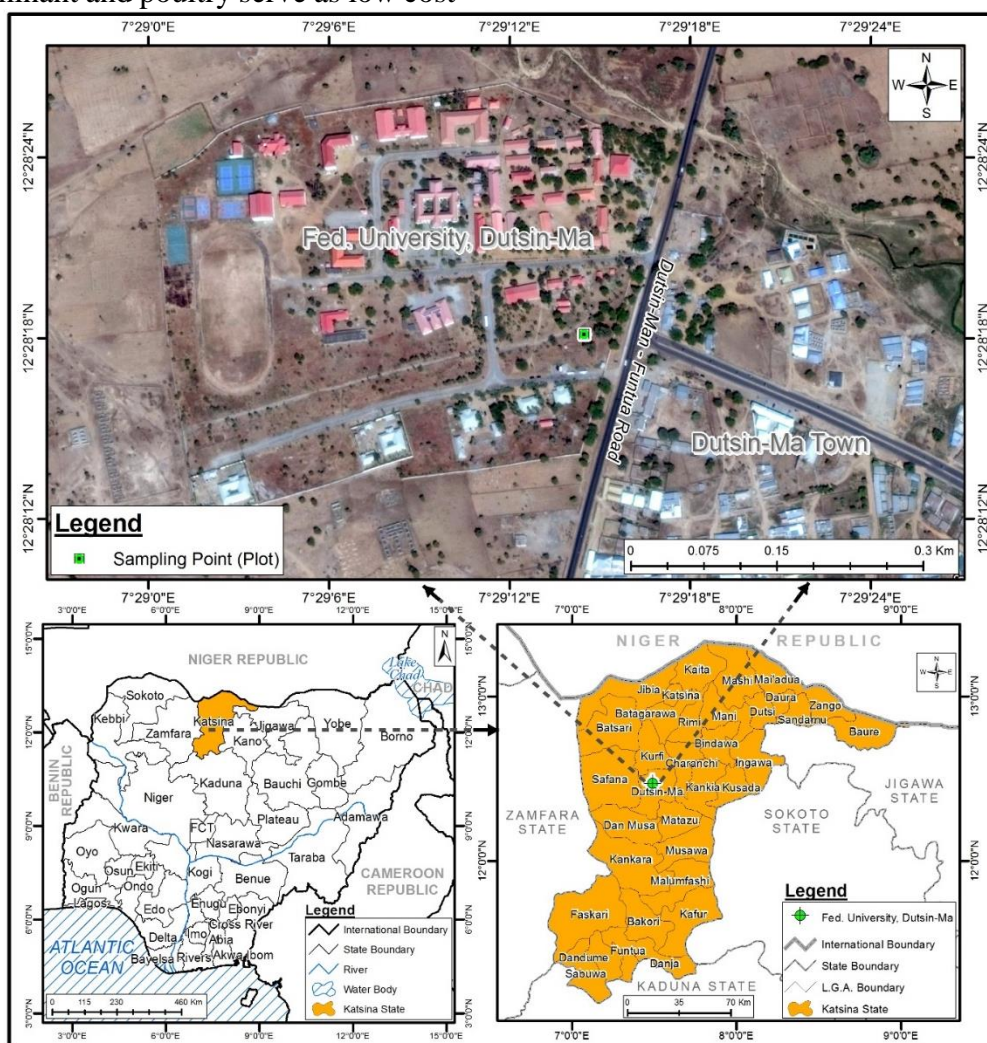 minant and poultry serve as low cost
7°29'0"E
7°29'12"E
7°29'18"E
7°29'24"E
N
W
E
S
12°28'24"N
12°28'24"N
Fed. University, Dutsin-Ma
Dutsin-Man - Funtua Road
12°28'18"N
12°28'18"N
Dutsin-Ma Town
12°28'12"N
12°28'12"N
Legend
Sampling Point (Plot)
0 0.075 0.15 0.3 Km
7°29'0"E
7°29'6"E
7°29'12"E
7°29'18"E
7°29'24"E
3°0'0"E
6°0'0"E
9°0'0"E
12°0'0"E
15°0'0"E
15°0'0"N
12°0'0"N
9°0'0"N
6°0'0"N
3°0'0"N
N
NIGER REPUBLIC
Lake Chad
CHAD
Sokoto
Katsina
Jigawa
Yobe
Kebbi
Zamfara
Kano
Borno
BENIN REPUBLIC
Kaduna
Bauchi
Gombe
Niger
Plateau
Adamawa
Kwara
FCT
Nasarawa
Oyo
Ekiti
Kogi
Benue
Taraba
Osun
Ondo
CAMEROON REPUBLIC
Ogun
Lagos
Edo
Enugu
Ebonyi
Cross River
Delta
Imo
Abia
Bayelsa
Rivers
Akwa Ibom
ATLANTIC OCEAN
Legend
International Boundary
State Boundary
River
Water Body
Katsina State
0 115 230 460 Km
3°0'0"E
6°0'0"E
9°0'0"E
12°0'0"E
15°0'0"E
7°0'0"E
8°0'0"E
9°0'0"E
13°0'0"N
12°0'0"N
13°0'0"N
12°0'0"N
NIGER REPUBLIC
N
W
E
S
Kaita
Mashi
Mai'adua
Jibia
Katsina
Daura
Zango
Batagarawa
Mani
Dutsi
Sandamu
Batsari
Rimi
Baure
Bindawa
Kurfi
Charanchi
Ingawa
Safana
Dutsin-Ma
Kankia
Kusada
JIGAWA STATE
ZAMFARA STATE
Dan Musa
Matazu
SOKOTO STATE
Musawa
Kankara
Malumfashi
Faskari
Bakori
Kafur
Funtua
Dandume
Danja
Sabuwa
KADUNA STATE
Legend
Fed. University, Dutsin-Ma
International Boundary
State Boundary
L.G.A. Boundary
Katsina State
0 35 70 Km
7°0'0"E
8°0'0"E
9°0'0"E